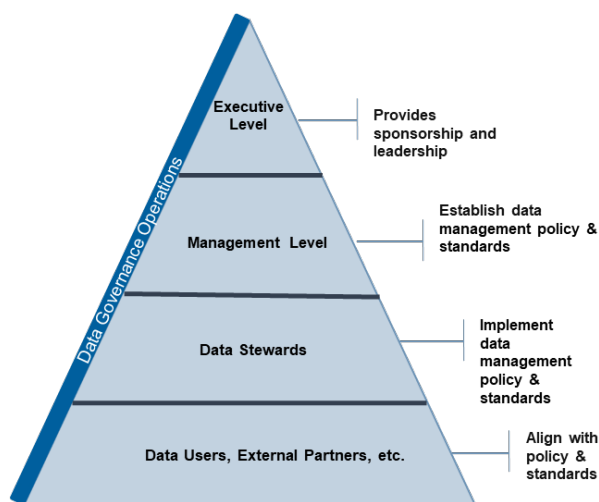 Executive
Level
Provides
sponsorship and
leadership
Data Governance Operations
Management Level
Establish data
management policy &
standards
Data Stewards
Implement
data
management
policy &
standards
Data Users, External Partners, etc.
Align with
policy &
standards